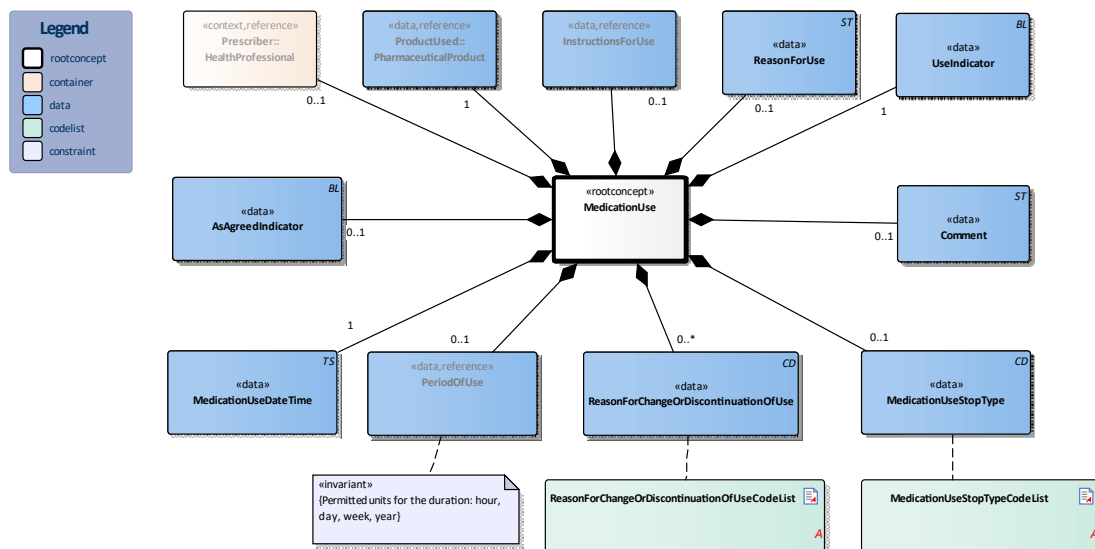 Legend
rootconcept
container
data
codelist
constraint
«context,reference»
Prescriber::
HealthProfessional
0..1
«data,reference»
ProductUsed::
PharmaceuticalProduct
1
«data,reference»
InstructionsForUse
0..1
ST
«data»
ReasonForUse
0..1
BL
«data»
UseIndicator
1
BL
«data»
AsAgreedIndicator
0..1
«rootconcept»
MedicationUse
ST
«data»
Comment
0..1
1
0..1
0..*
0..1
TS
«data»
MedicationUseDateTime
«data,reference»
PeriodOfUse
CD
«data»
ReasonForChangeOrDiscontinuationOfUse
CD
«data»
MedicationUseStopType
«invariant»
{Permitted units for the duration: hour,
day, week, year}
ReasonForChangeOrDiscontinuationOfUseCodeList
A
MedicationUseStopTypeCodeList
A